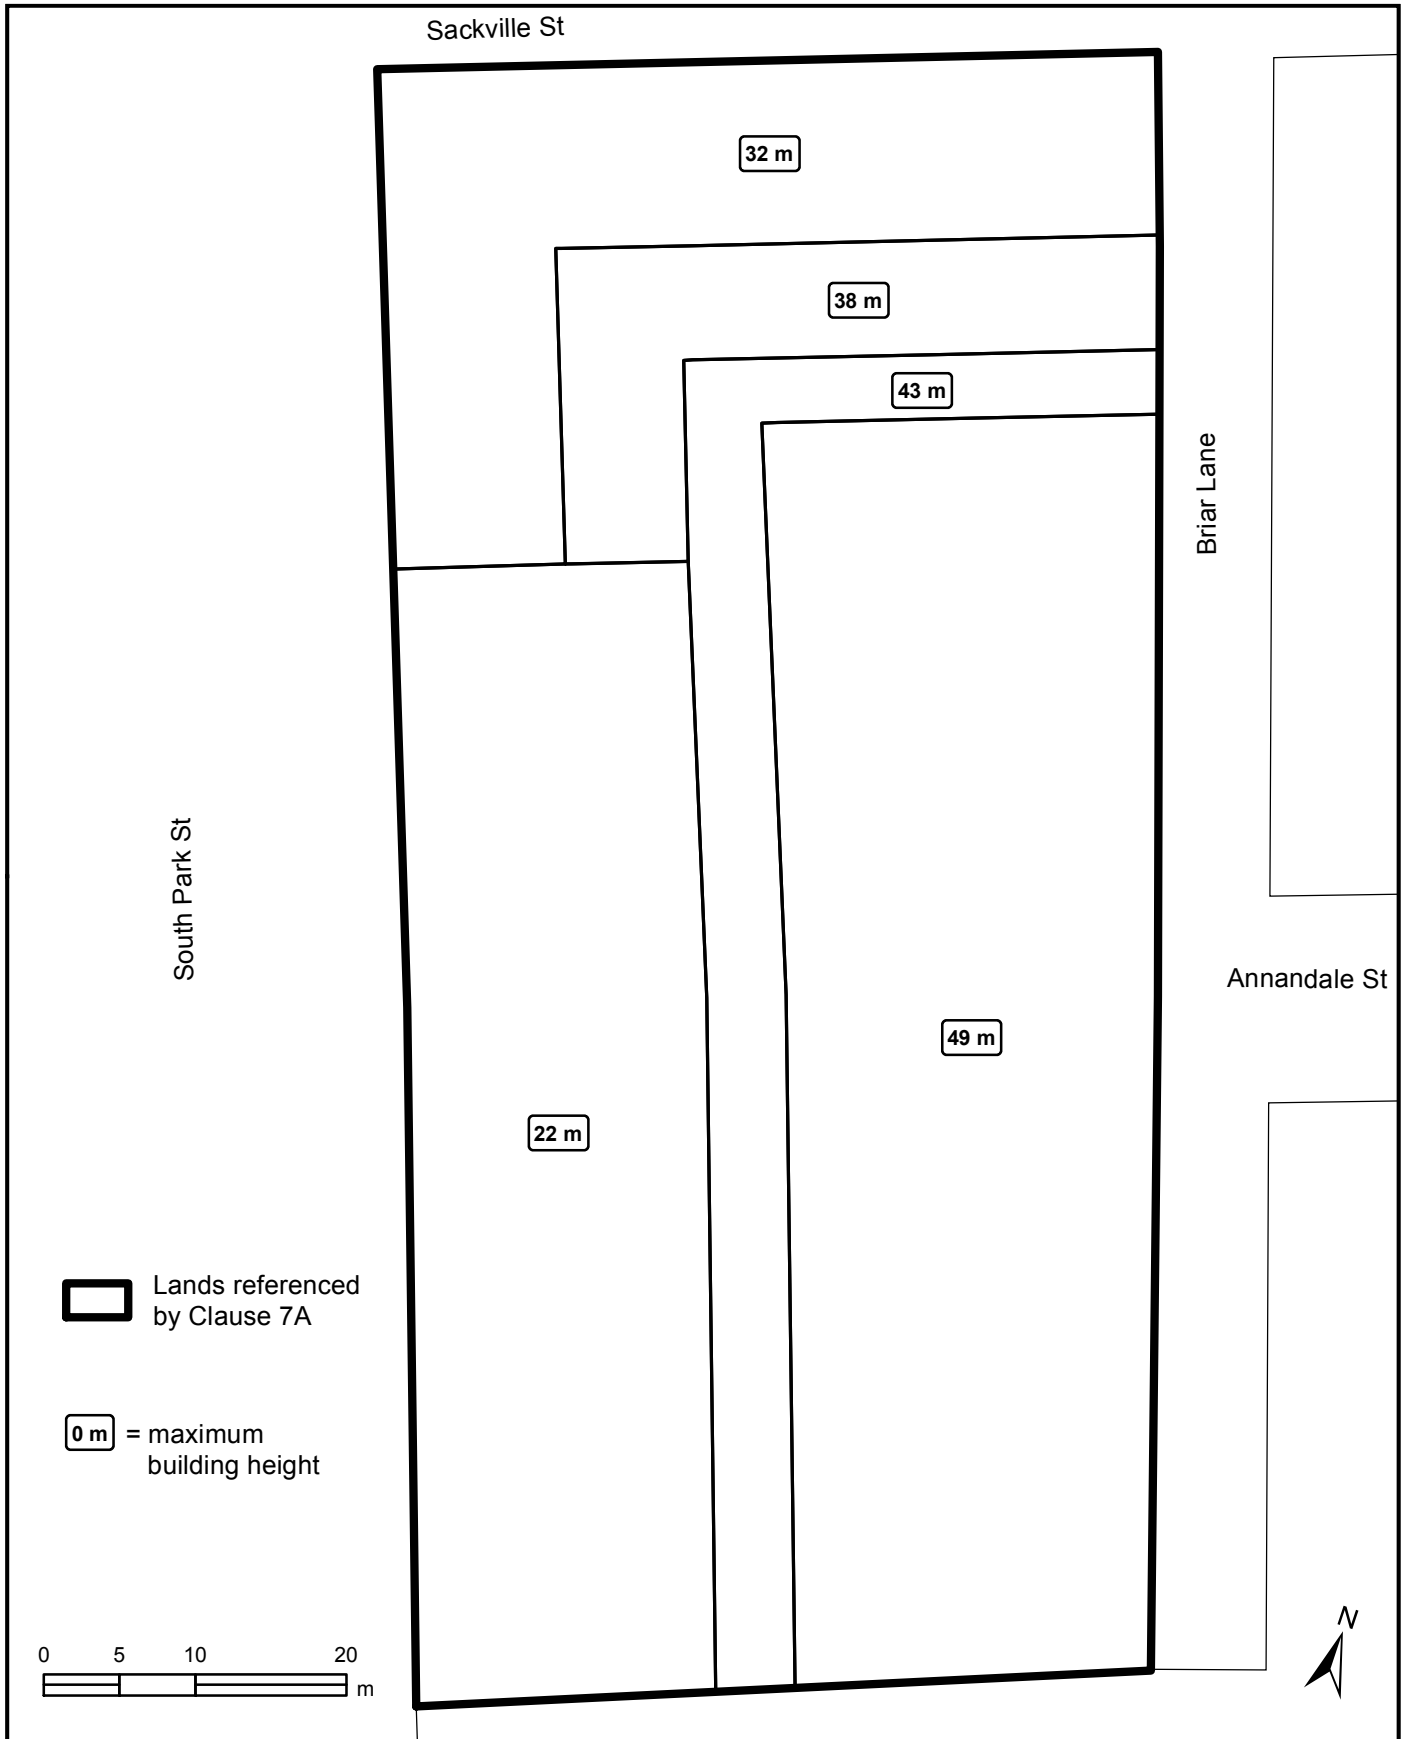 Sackville St
32 m
38 m
43 m
Briar Lane
South Park St
Annandale St
49 m
22 m
Lands referenced
by Clause 7A
0 m = maximum
building height
N
0 5 10 20
m